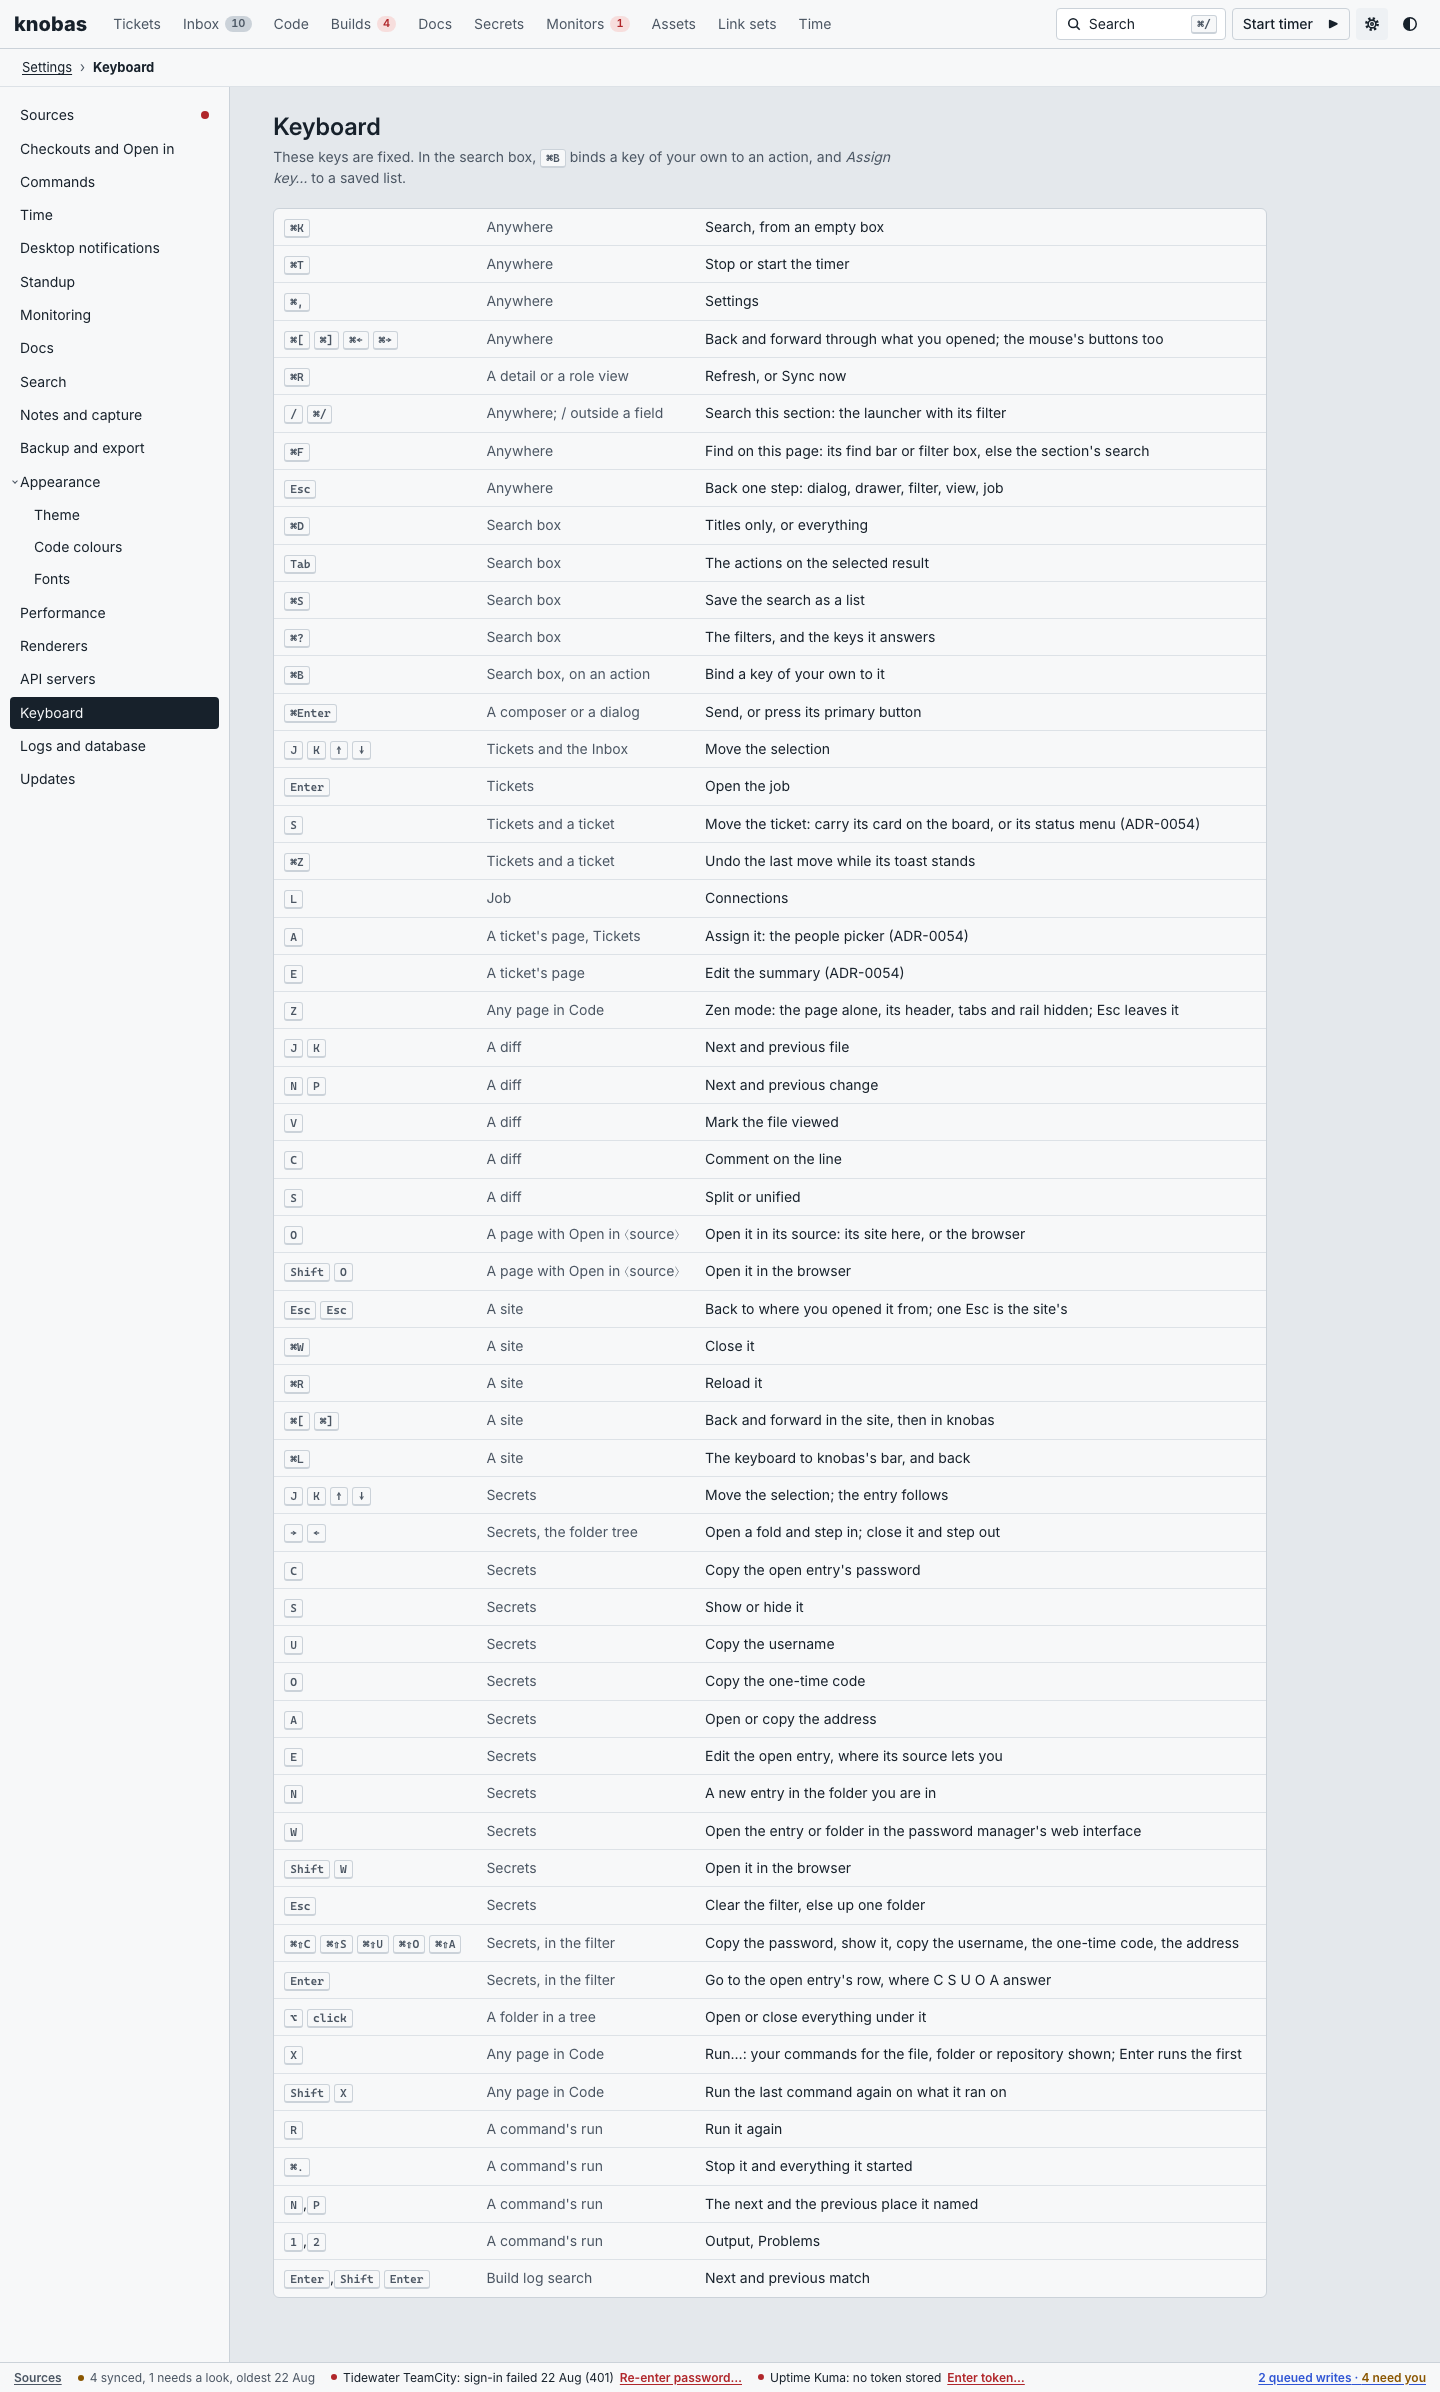 knobas Tickets Inbox 10 Code Builds 4 Docs Secrets Monitors 1 Assets Link sets Time Search ⌘/ Start timer
Settings › Keyboard
Sources
Checkouts and Open in
Commands
Time
Desktop notifications
Standup
Monitoring
Docs
Search
Notes and capture
Backup and export
Appearance
Theme
Code colours
Fonts
Performance
Renderers
API servers
Keyboard
Logs and database
Updates
Keyboard
These keys are fixed. In the search box, ⌘B binds a key of your own to an action, and Assign
key… to a saved list.
⌘K Anywhere Search, from an empty box
⌘T Anywhere Stop or start the timer
⌘, Anywhere Settings
⌘[ ⌘] ⌘← ⌘→ Anywhere Back and forward through what you opened; the mouse's buttons too
⌘R A detail or a role view Refresh, or Sync now
/ ⌘/ Anywhere; / outside a field Search this section: the launcher with its filter
⌘F Anywhere Find on this page: its find bar or filter box, else the section's search
Esc Anywhere Back one step: dialog, drawer, filter, view, job
⌘D Search box Titles only, or everything
Tab Search box The actions on the selected result
⌘S Search box Save the search as a list
⌘? Search box The filters, and the keys it answers
⌘B Search box, on an action Bind a key of your own to it
⌘Enter A composer or a dialog Send, or press its primary button
J K ↑ ↓ Tickets and the Inbox Move the selection
Enter Tickets Open the job
S Tickets and a ticket Move the ticket: carry its card on the board, or its status menu (ADR-0054)
⌘Z Tickets and a ticket Undo the last move while its toast stands
L Job Connections
A A ticket's page, Tickets Assign it: the people picker (ADR-0054)
E A ticket's page Edit the summary (ADR-0054)
Z Any page in Code Zen mode: the page alone, its header, tabs and rail hidden; Esc leaves it
J K A diff Next and previous file
N P A diff Next and previous change
V A diff Mark the file viewed
C A diff Comment on the line
S A diff Split or unified
O A page with Open in 〈source〉 Open it in its source: its site here, or the browser
Shift O A page with Open in 〈source〉 Open it in the browser
Esc Esc A site Back to where you opened it from; one Esc is the site's
⌘W A site Close it
⌘R A site Reload it
⌘[ ⌘] A site Back and forward in the site, then in knobas
⌘L A site The keyboard to knobas's bar, and back
J K ↑ ↓ Secrets Move the selection; the entry follows
→ ← Secrets, the folder tree Open a fold and step in; close it and step out
C Secrets Copy the open entry's password
S Secrets Show or hide it
U Secrets Copy the username
O Secrets Copy the one-time code
A Secrets Open or copy the address
E Secrets Edit the open entry, where its source lets you
N Secrets A new entry in the folder you are in
W Secrets Open the entry or folder in the password manager's web interface
Shift W Secrets Open it in the browser
Esc Secrets Clear the filter, else up one folder
⌘⇧C ⌘⇧S ⌘⇧U ⌘⇧O ⌘⇧A Secrets, in the filter Copy the password, show it, copy the username, the one-time code, the address
Enter Secrets, in the filter Go to the open entry's row, where C S U O A answer
⌥ click A folder in a tree Open or close everything under it
X Any page in Code Run…: your commands for the file, folder or repository shown; Enter runs the first
Shift X Any page in Code Run the last command again on what it ran on
R A command's run Run it again
⌘. A command's run Stop it and everything it started
N , P A command's run The next and the previous place it named
1 , 2 A command's run Output, Problems
Enter , Shift Enter Build log search Next and previous match
Sources 4 synced, 1 needs a look, oldest 22 Aug Tidewater TeamCity: sign-in failed 22 Aug (401) Re-enter password… Uptime Kuma: no token stored Enter token… 2 queued writes · 4 need you